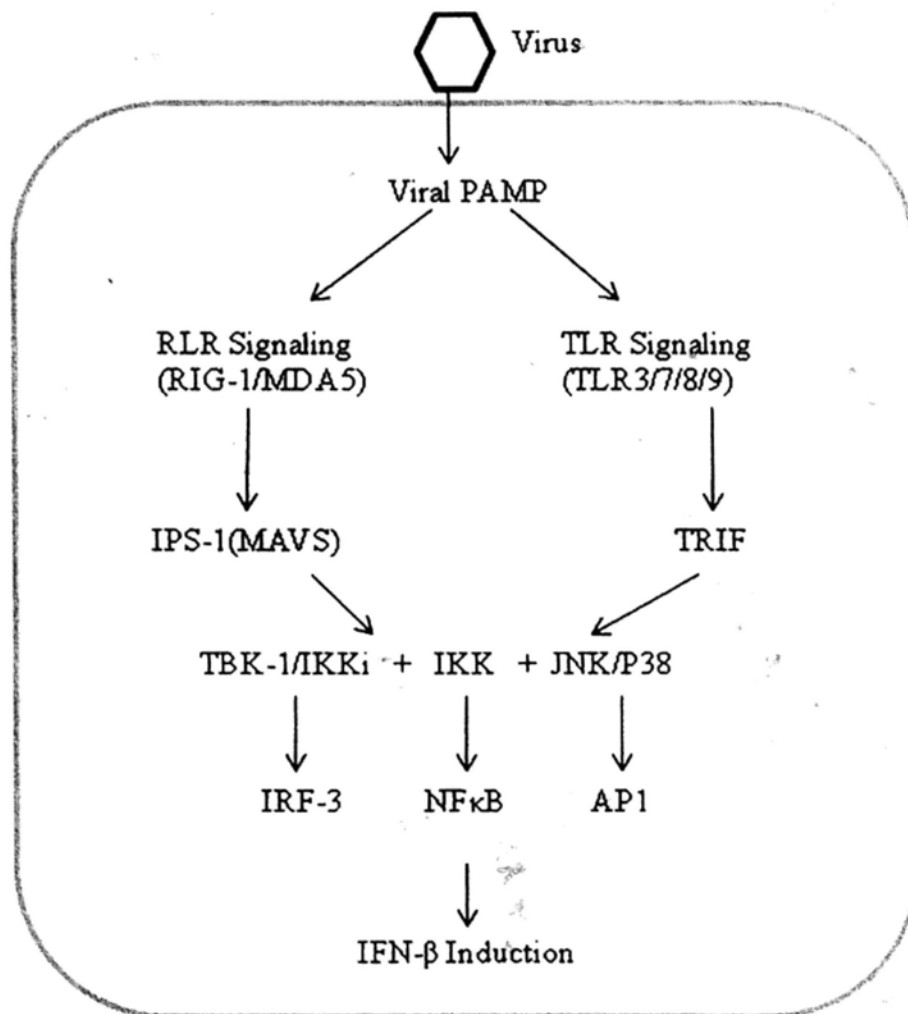 Virus
Viral PAMP
RLR Signaling
(RIG-1/MDA5)
TLR Signaling
(TLR3/7/8/9)
IPS-1(MAVS)
TRIF
TBK-1/IKKi + IKK + JNK/P38
IRF-3
NFκB
AP1
IFN-β Induction